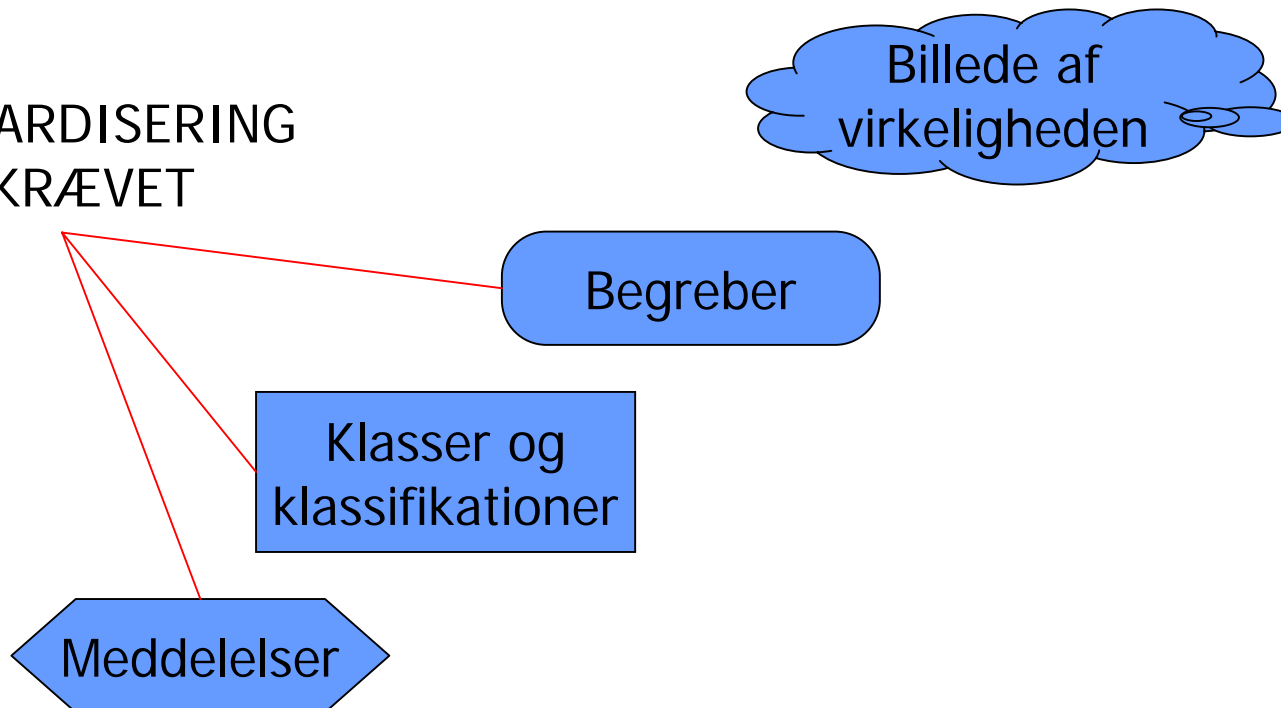 Billede af
virkeligheden
ARDISERING
KRÆVET
Begreber
Klasser og
klassifikationer
Meddelelser